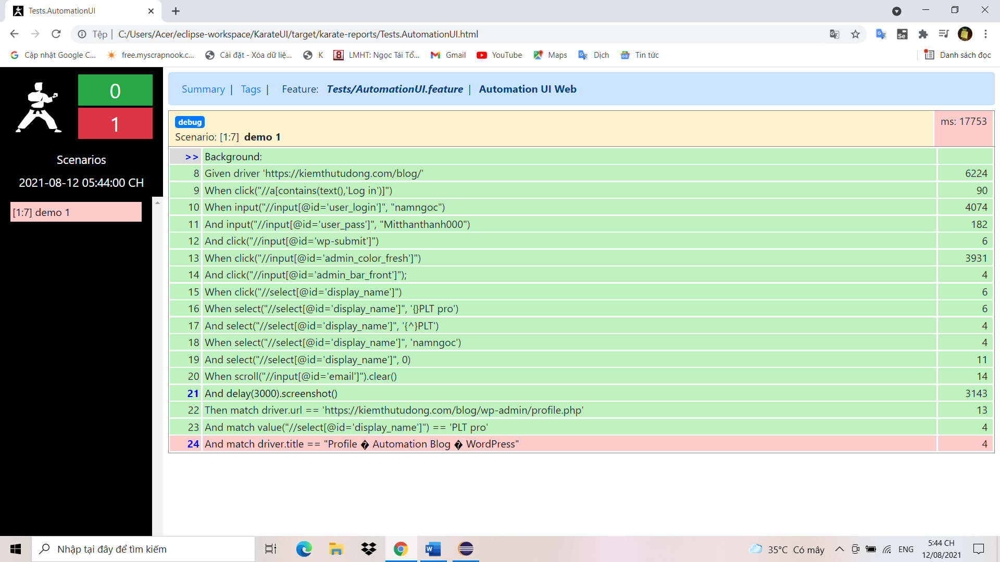 Tests.AutomationUI
Tệp | C:/Users/Acer/eclipse-workspace/KarateUI/target/karate-reports/Tests.AutomationUI.html
Cập nhật Google C...
free.myscrapnook.c...
Cài đặt - Xóa dữ liệ...
K
LMHT: Ngọc Tái Tổ...
Gmail
YouTube
Maps
Dịch
Tin tức
Danh sách đọc
0
1
Scenarios
2021-08-12 05:44:00 CH
[1:7] demo 1
Summary | Tags | Feature: Tests/AutomationUI.feature | Automation UI Web
debug
ms: 17753
Scenario: [1:7] demo 1
>> Background:
8 Given driver 'https://kiemthutudong.com/blog/' 6224
9 When click("//a[contains(text(),'Log in')]") 90
10 When input("//input[@id='user_login']", "namngoc") 4074
11 And input("//input[@id='user_pass']", "Mitthanthanh000") 182
12 And click("//input[@id='wp-submit']") 6
13 When click("//input[@id='admin_color_fresh']") 3931
14 And click("//input[@id='admin_bar_front']"); 4
15 When click("//select[@id='display_name']") 6
16 When select("//select[@id='display_name']", '{}PLT pro') 6
17 And select("//select[@id='display_name']", '{^}PLT') 4
18 When select("//select[@id='display_name']", 'namngoc') 4
19 And select("//select[@id='display_name']", 0) 11
20 When scroll("//input[@id='email']").clear() 14
21 And delay(3000).screenshot() 3143
22 Then match driver.url == 'https://kiemthutudong.com/blog/wp-admin/profile.php' 13
23 And match value("//select[@id='display_name']") == 'PLT pro' 4
24 And match driver.title == "Profile � Automation Blog � WordPress" 4
Nhập tại đây để tìm kiếm
35°C Có mây
ENG
5:44 CH
12/08/2021